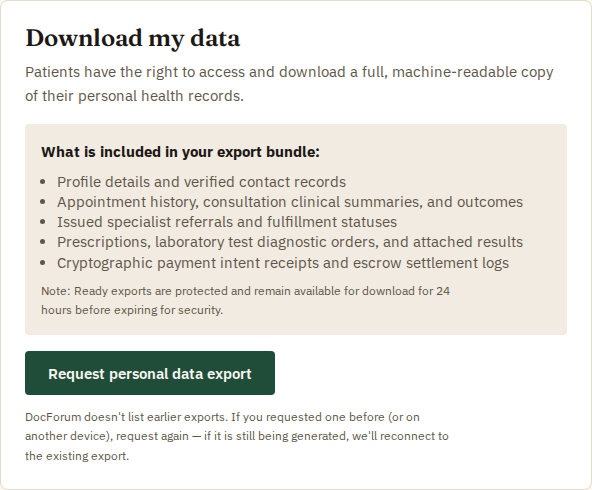 Download my data
Patients have the right to access and download a full, machine-readable copy
of their personal health records.
What is included in your export bundle:
• Profile details and verified contact records
• Appointment history, consultation clinical summaries, and outcomes
• Issued specialist referrals and fulfillment statuses
• Prescriptions, laboratory test diagnostic orders, and attached results
• Cryptographic payment intent receipts and escrow settlement logs
Note: Ready exports are protected and remain available for download for 24
hours before expiring for security.
Request personal data export
DocForum doesn't list earlier exports. If you requested one before (or on
another device), request again — if it is still being generated, we'll reconnect to
the existing export.